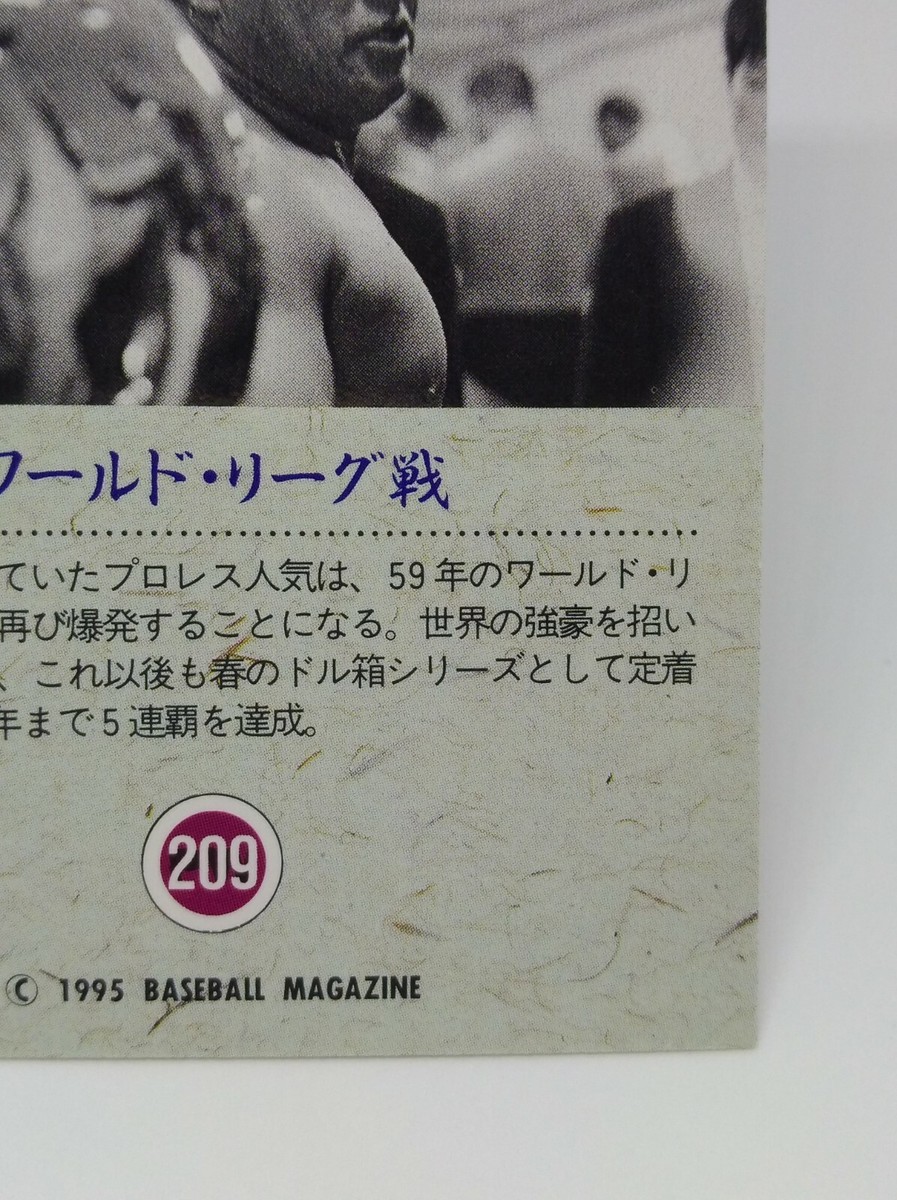 ワールド・リーグ戦
ていたプロレス人気は、59年のワールド・リ
再び爆発することになる。世界の強豪を招い
、これ以後も春のドル箱シリーズとして定着
年まで5連覇を達成。
209
© 1995 BASEBALL MAGAZINE